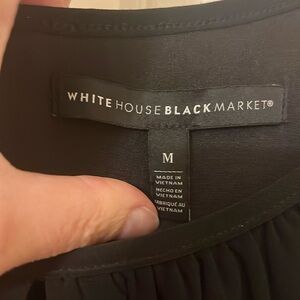 WHITE HOUSE BLACK MARKET®
M
MADE IN
VIETNAM
HECHO EN
VIETNAM
FABRIQUÉ AU
VIETNAM